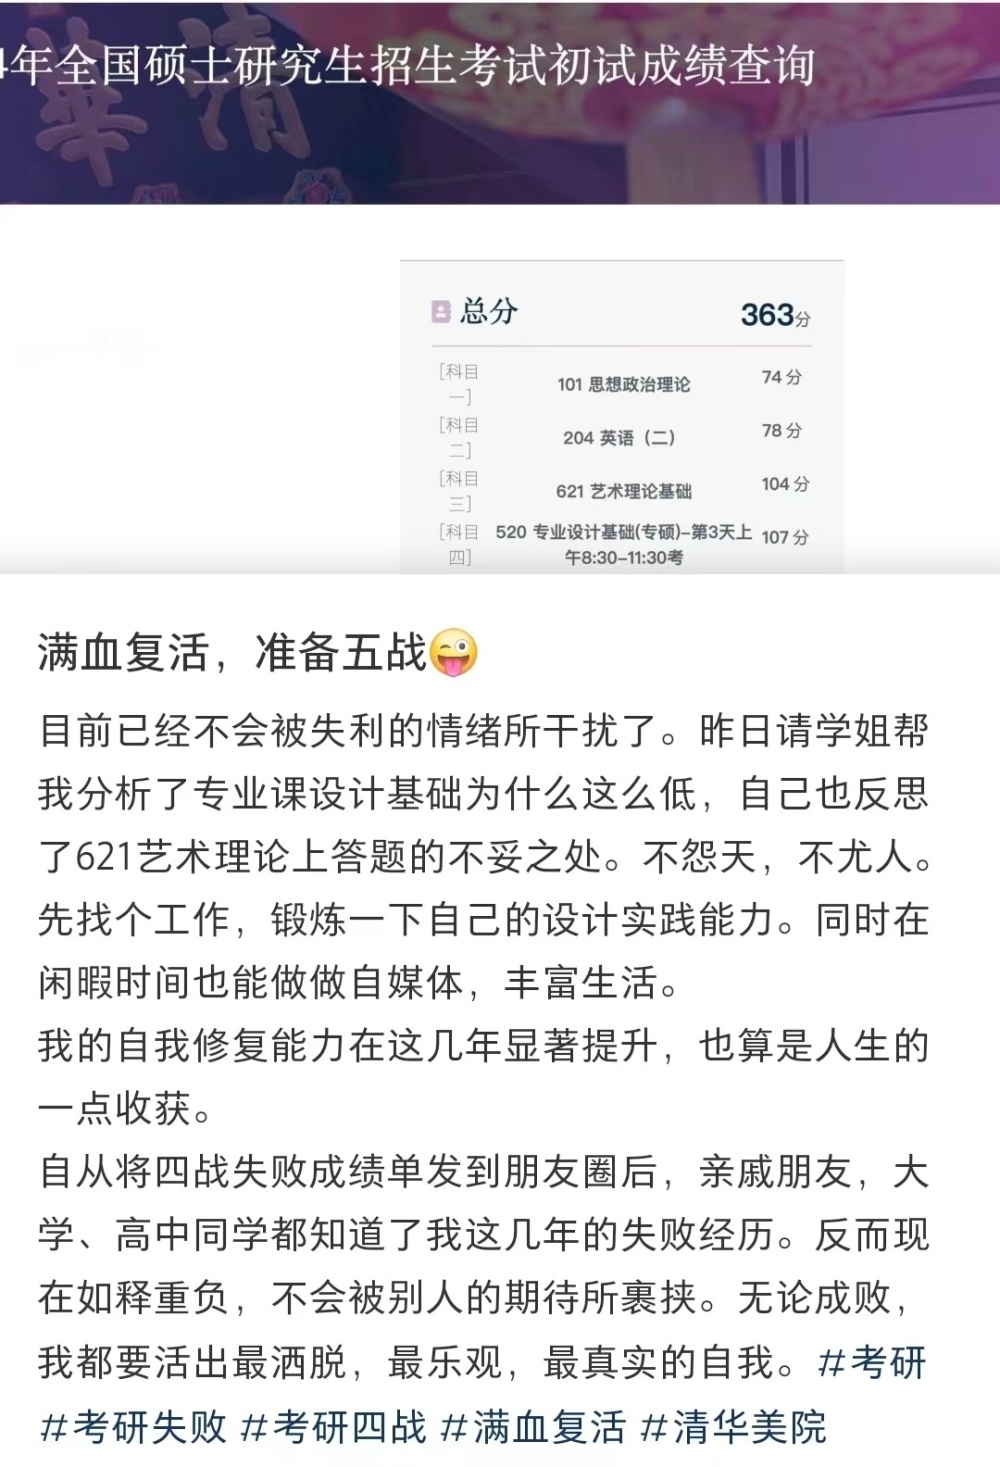 4年全国硕士研究生招生考试初试成绩查询
清
華
总分 363分
[科目一] 101 思想政治理论 74分
[科目二] 204 英语（二） 78分
[科目三] 621 艺术理论基础 104分
[科目四] 520 专业设计基础(专硕)-第3天上午8:30-11:30考 107分
满血复活，准备五战😜
目前已经不会被失利的情绪所干扰了。昨日请学姐帮
我分析了专业课设计基础为什么这么低，自己也反思
了621艺术理论上答题的不妥之处。不怨天，不尤人。
先找个工作，锻炼一下自己的设计实践能力。同时在
闲暇时间也能做做自媒体，丰富生活。
我的自我修复能力在这几年显著提升，也算是人生的
一点收获。
自从将四战失败成绩单发到朋友圈后，亲戚朋友，大
学、高中同学都知道了我这几年的失败经历。反而现
在如释重负，不会被别人的期待所裹挟。无论成败，
我都要活出最洒脱，最乐观，最真实的自我。#考研
#考研失败 #考研四战 #满血复活 #清华美院